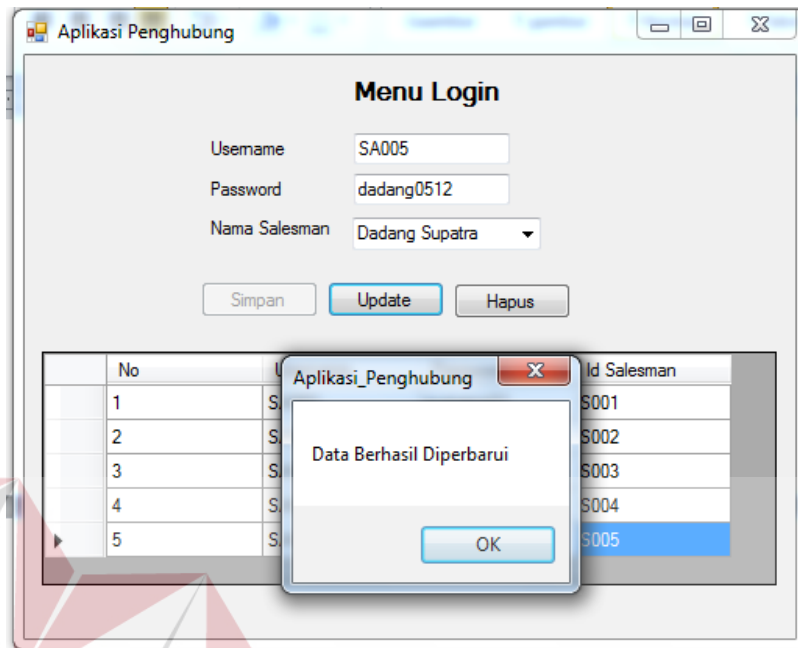 Aplikasi Penghubung
Menu Login
Username SA005
Password dadang0512
Nama Salesman Dadang Supatra
Simpan Update Hapus
No Id Salesman
1 S001
2 S002
3 S003
4 S004
5 S005
Aplikasi_Penghubung
Data Berhasil Diperbarui
OK